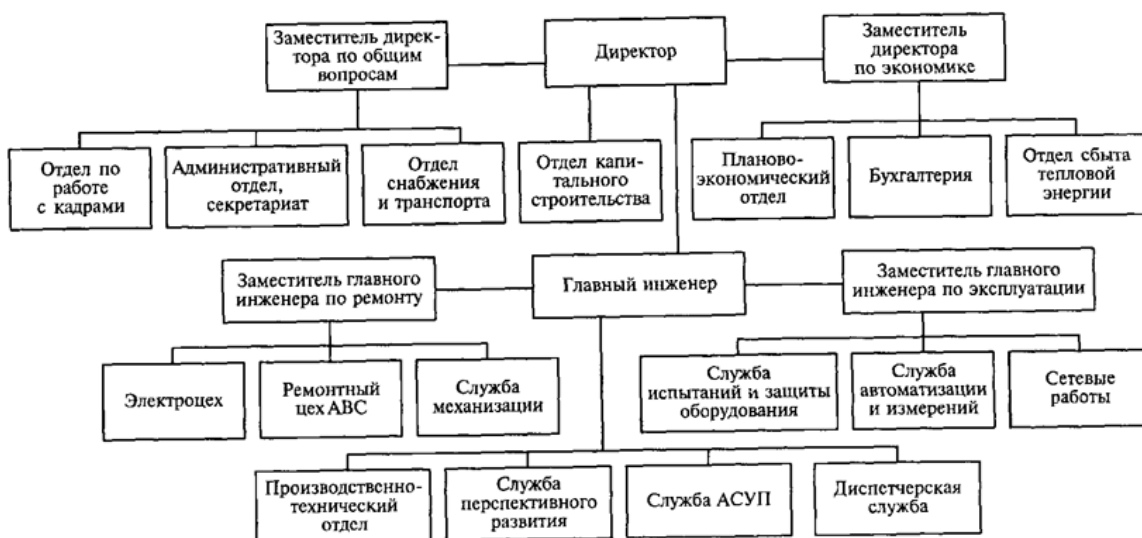 Заместитель дирек-
тора по общим
вопросам
Директор
Заместитель
директора
по экономике
Отдел по
работе
с кадрами
Административный
отдел,
секретариат
Отдел
снабжения
и транспорта
Отдел капи-
тального
строительства
Планово-
экономический
отдел
Бухгалтерия
Отдел сбыта
тепловой
энергии
Заместитель главного
инженера по ремонту
Главный инженер
Заместитель главного
инженера по эксплуатации
Электроцех
Ремонтный
цех АВС
Служба
механизации
Служба
испытаний и защиты
оборудования
Служба
автоматизации
и измерений
Сетевые
работы
Производственно-
технический
отдел
Служба
перспективного
развития
Служба АСУП
Диспетчерская
служба